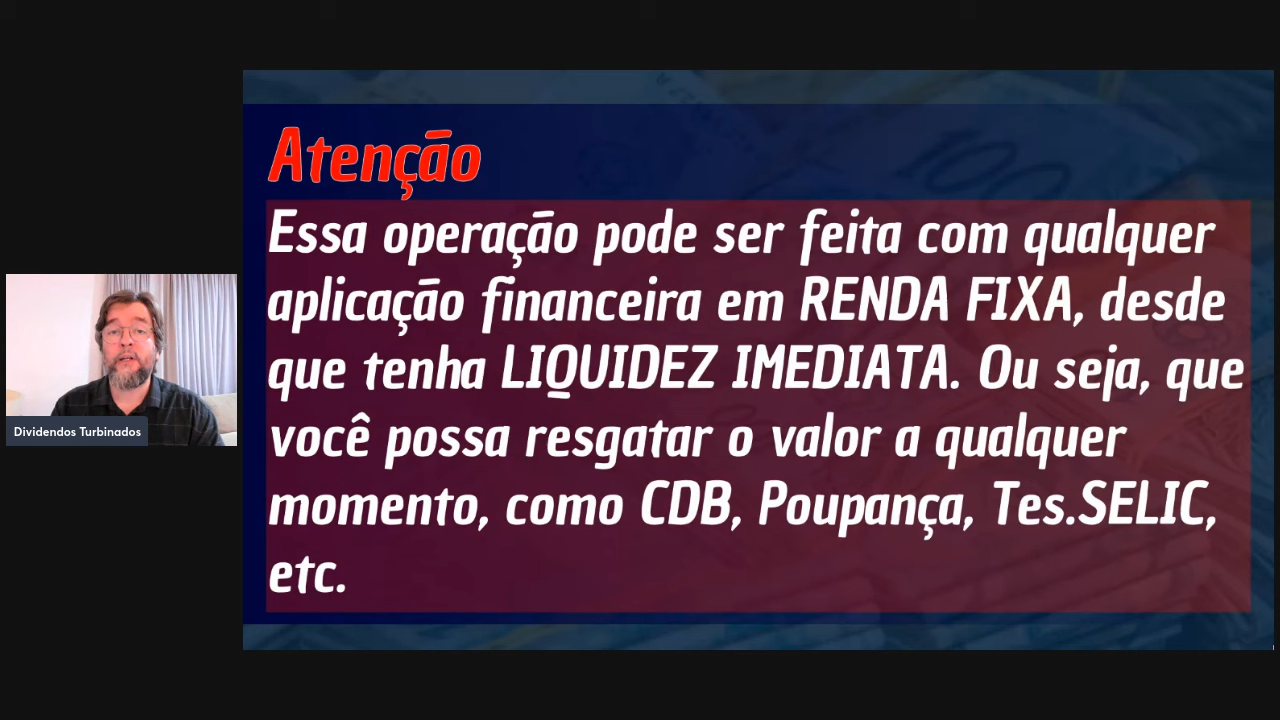 Atenção
Essa operação pode ser feita com qualquer
aplicação financeira em RENDA FIXA, desde
que tenha LIQUIDEZ IMEDIATA. Ou seja, que
você possa resgatar o valor a qualquer
momento, como CDB, Poupança, Tes.SELIC,
etc.
Dividendos Turbinados